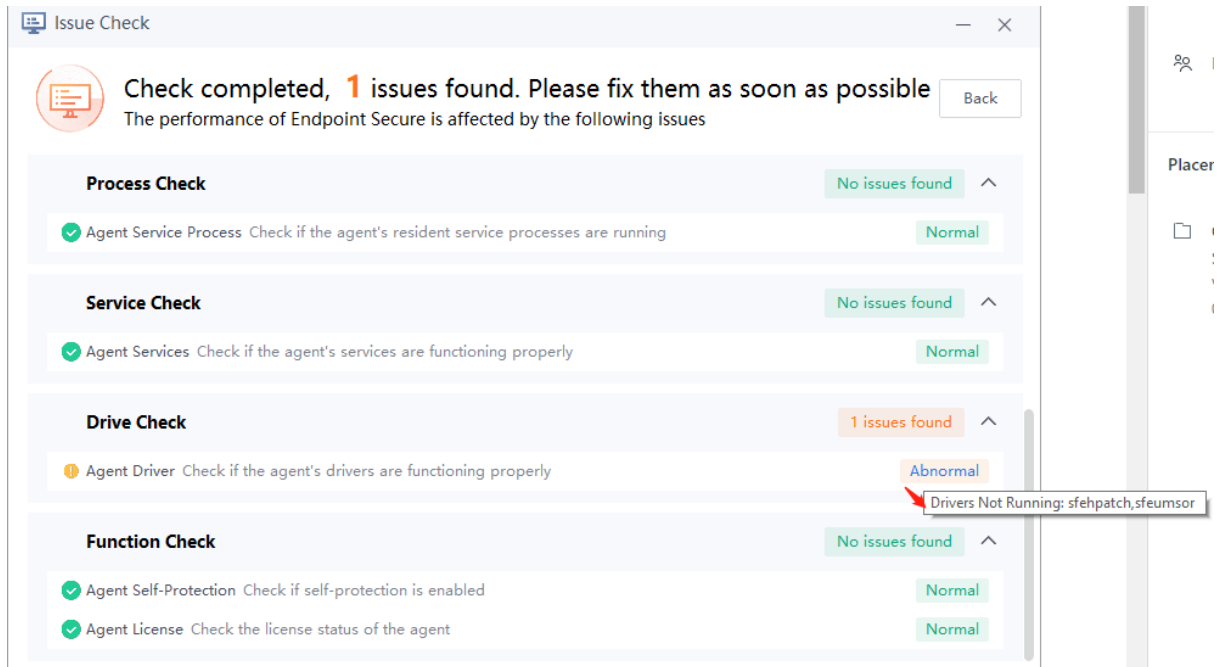 Issue Check
Check completed, 1 issues found. Please fix them as soon as possible
Back
The performance of Endpoint Secure is affected by the following issues
Process Check No issues found
Agent Service Process Check if the agent's resident service processes are running Normal
Service Check No issues found
Agent Services Check if the agent's services are functioning properly Normal
Drive Check 1 issues found
Agent Driver Check if the agent's drivers are functioning properly Abnormal
Drivers Not Running: sfehpatch,sfeumsor
Function Check No issues found
Agent Self-Protection Check if self-protection is enabled Normal
Agent License Check the license status of the agent Normal